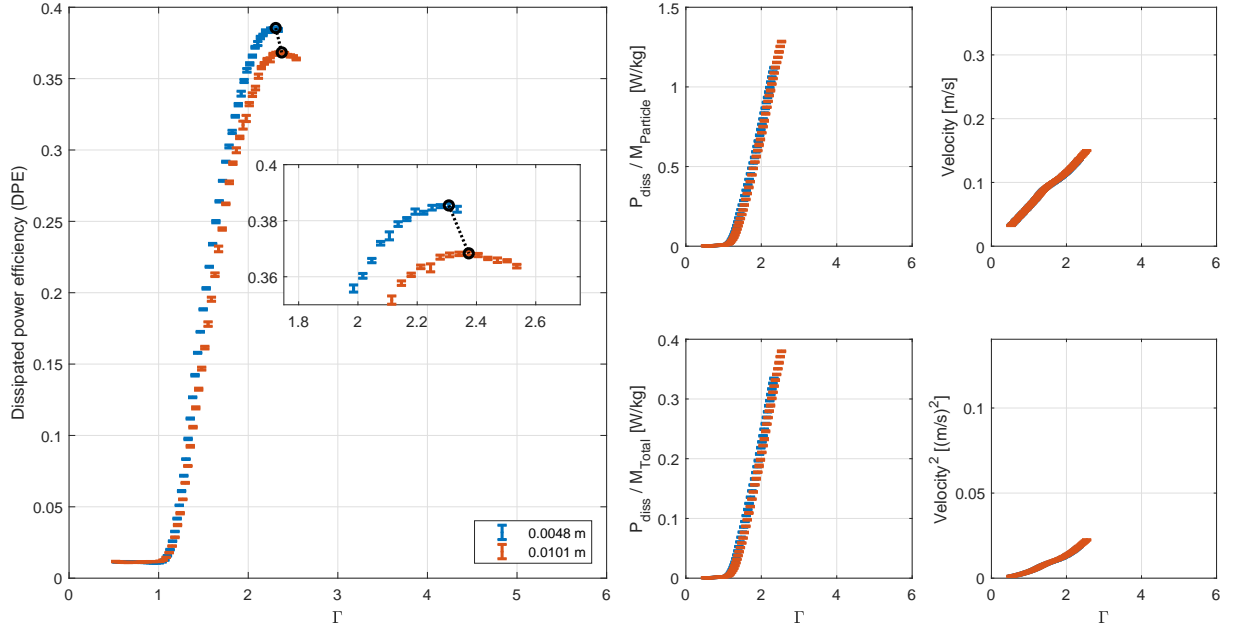 Dissipated power efficiency (DPE)
0.4
0.35
0.3
0.25
0.2
0.15
0.1
0.05
0
0 1 2 3 4 5 6
Γ
0.4
0.38
0.36
1.8 2 2.2 2.4 2.6
0.0048 m
0.0101 m
P_diss / M_Particle [W/kg]
1.5
1
0.5
0
0 2 4 6
Velocity [m/s]
0.3
0.2
0.1
0
0 2 4 6
P_diss / M_Total [W/kg]
0.4
0.3
0.2
0.1
0
0 2 4 6
Γ
Velocity² [(m/s)²]
0.1
0.05
0
0 2 4 6
Γ